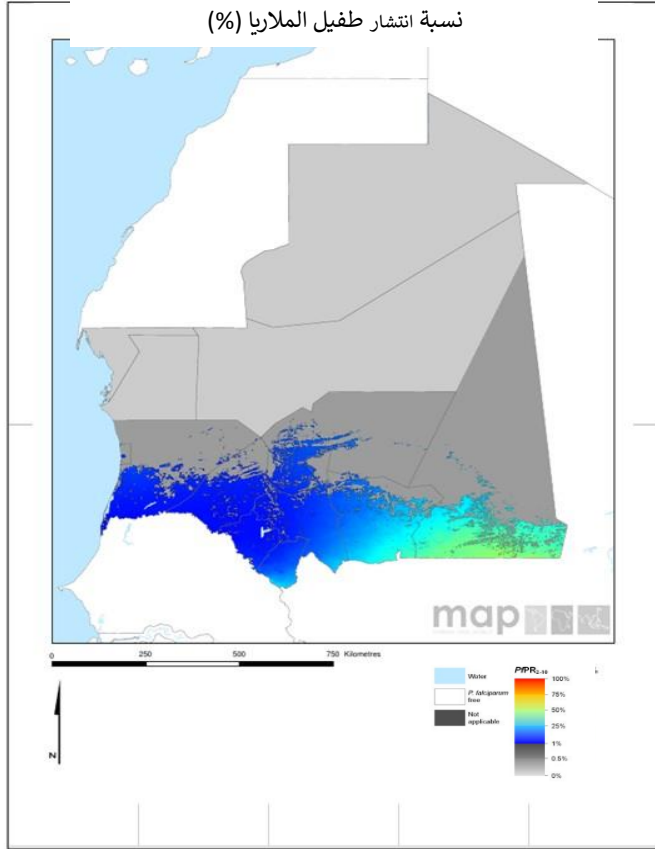 نسبة انتشار طفيل الملاريا (%)
map
0 250 500 750 Kilometres
N
Water
P. falciparum
free
Not
applicable
PfPR2-10
100%
75%
50%
25%
1%
0.5%
0%